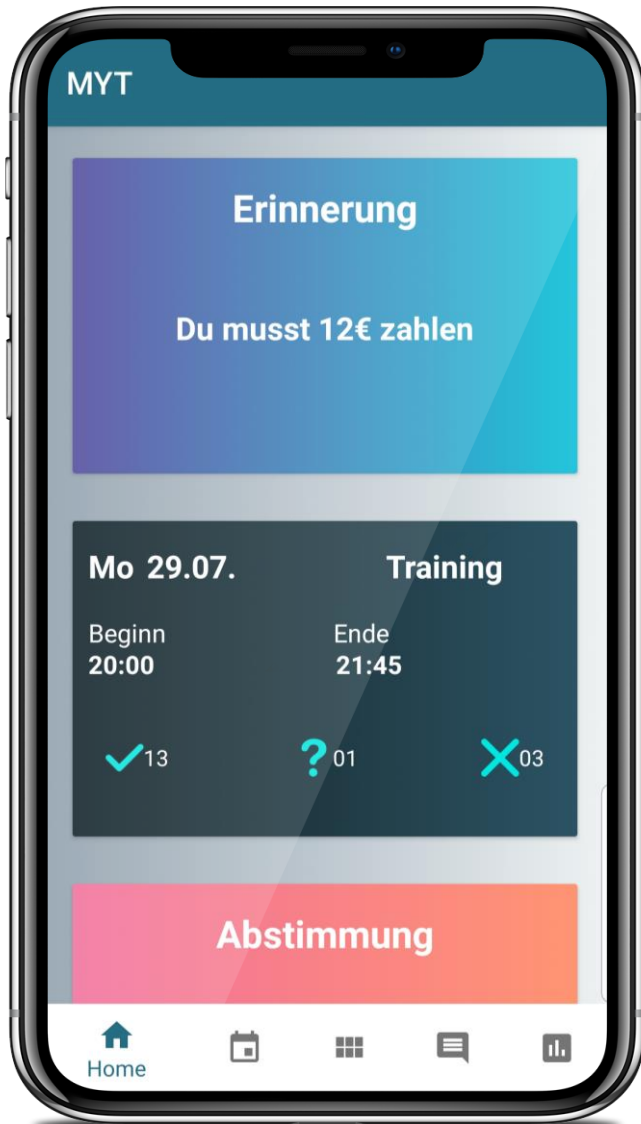 MYT
Erinnerung
Du musst 12€ zahlen
Mo 29.07. Training
Beginn Ende
20:00 21:45
13 ? 01 03
Abstimmung
Home